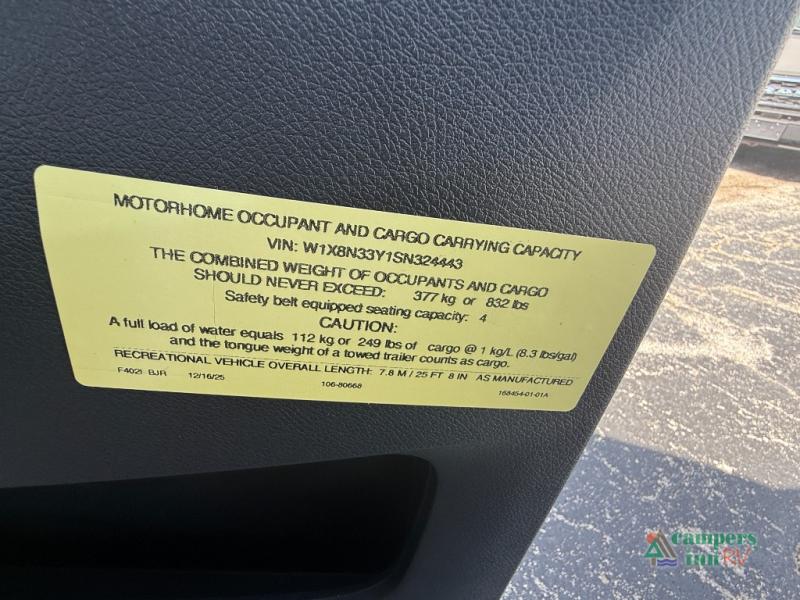 MOTORHOME OCCUPANT AND CARGO CARRYING CAPACITY
VIN: W1X8N33Y1SN324443
THE COMBINED WEIGHT OF OCCUPANTS AND CARGO
SHOULD NEVER EXCEED: 377 kg or 832 lbs
Safety belt equipped seating capacity: 4
CAUTION:
A full load of water equals 112 kg or 249 lbs of cargo @ 1 kg/L (8.3 lbs/gal)
and the tongue weight of a towed trailer counts as cargo.
RECREATIONAL VEHICLE OVERALL LENGTH: 7.8 M / 25 FT 8 IN AS MANUFACTURED
BJR 12/16/25 106-80668 168454-01-01A
campers
inn RV